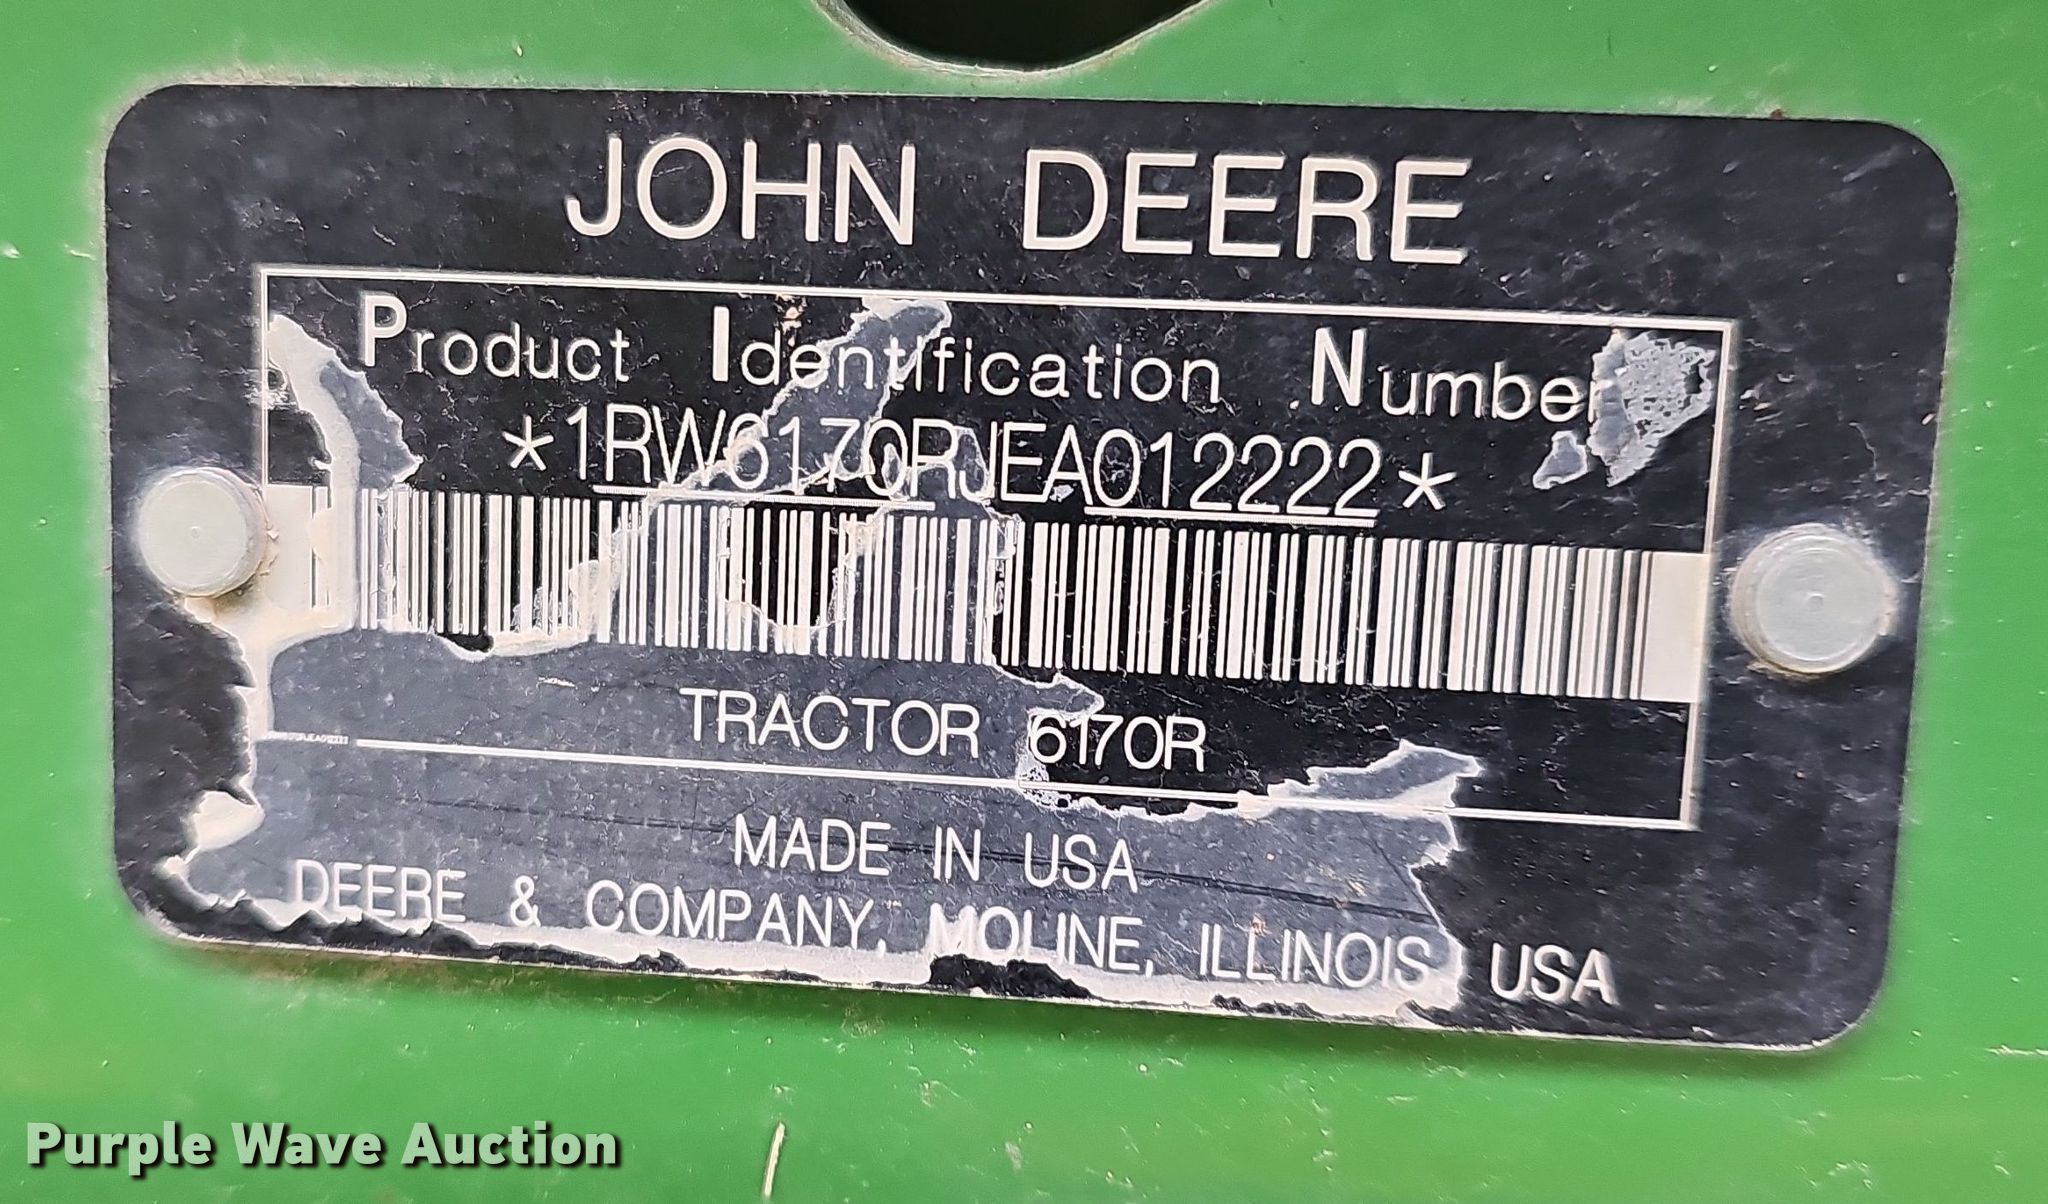 JOHN DEERE
Product Identification Number
*1RW6170RJEA012222*
TRACTOR 6170R
MADE IN USA
DEERE & COMPANY, MOLINE, ILLINOIS, USA
Purple Wave Auction